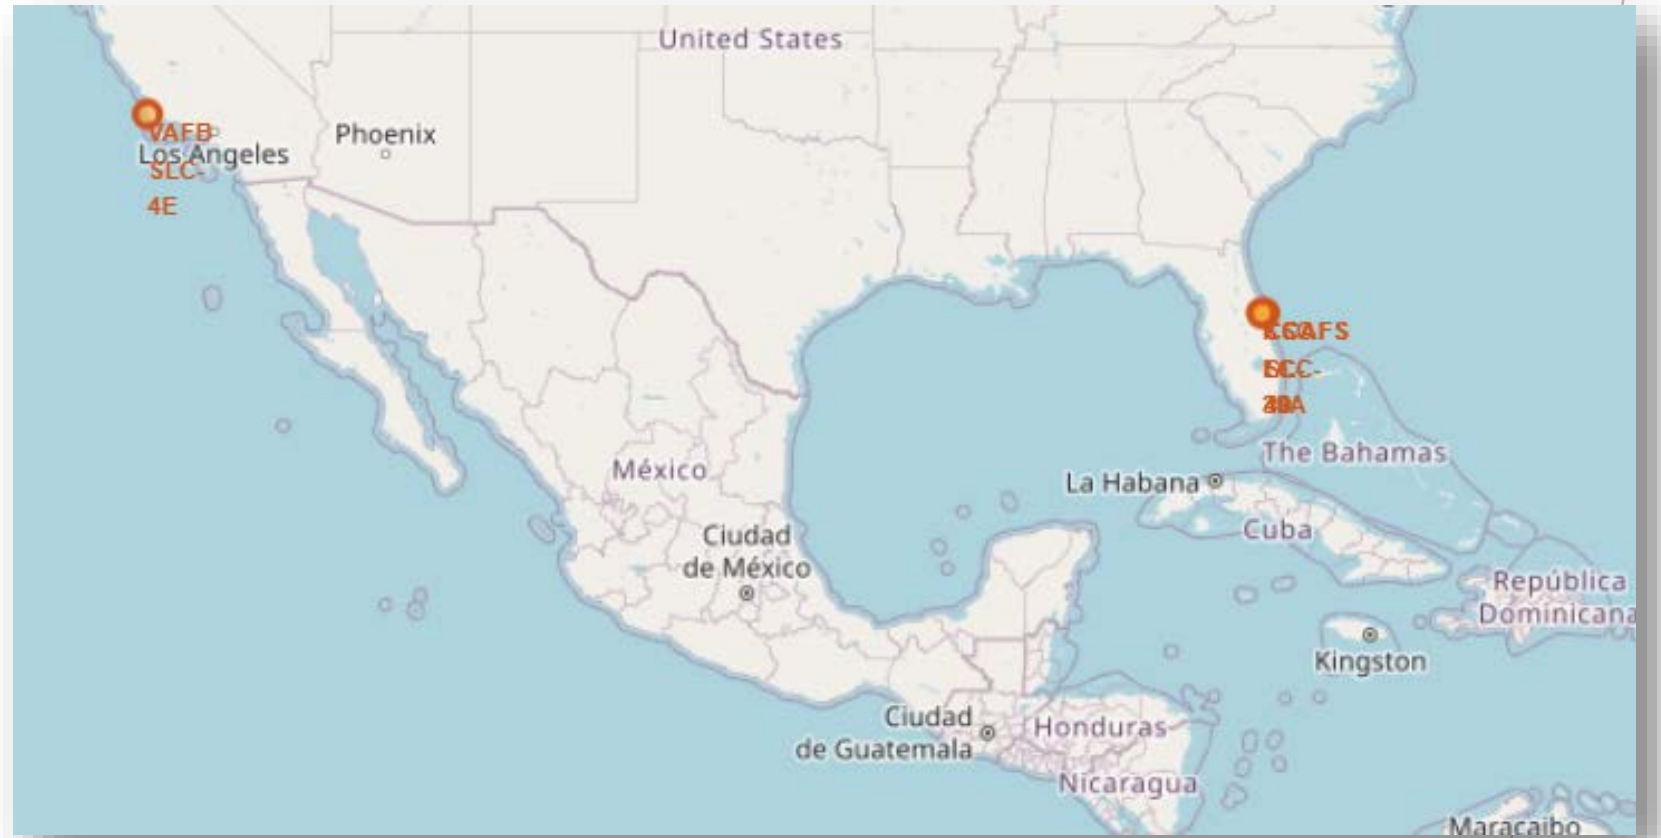 United States
VAFB
SLC-
4E
Los Angeles
Phoenix
The Bahamas
La Habana
Cuba
México
Ciudad
de México
República
Dominicana
Kingston
Ciudad
de Guatemala
Honduras
Nicaragua
Maracaibo